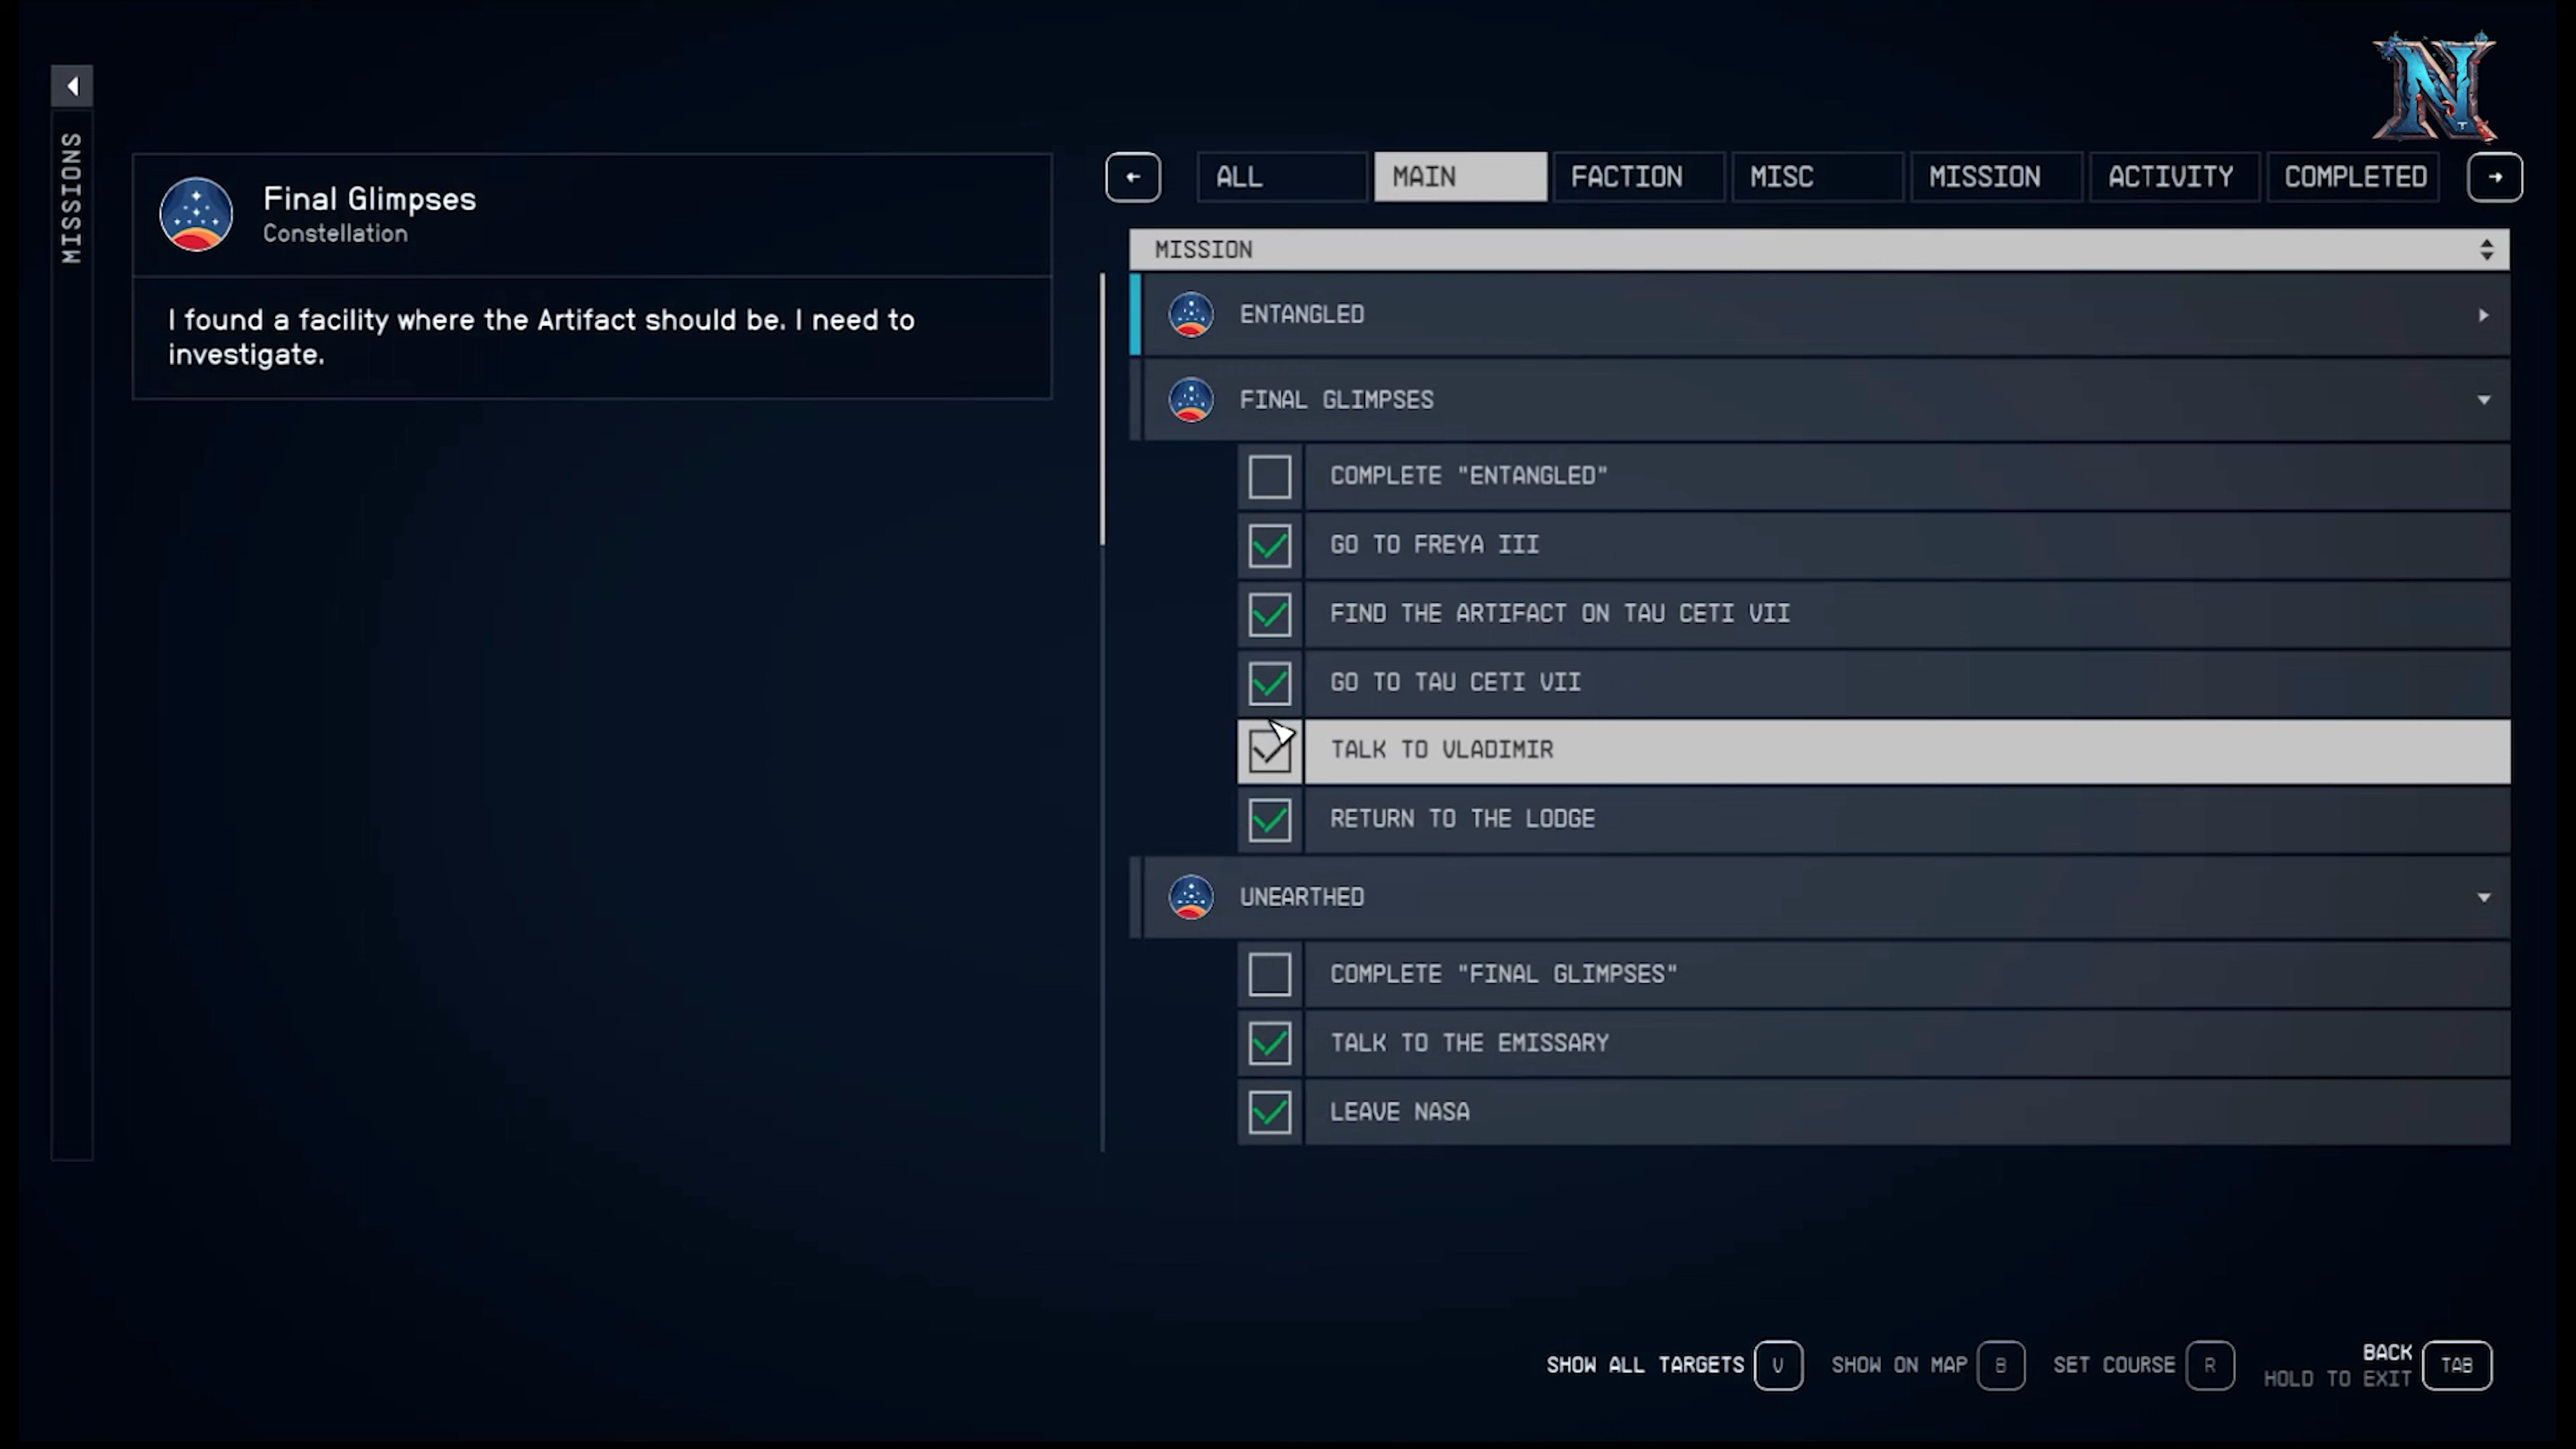 MISSIONS
Final Glimpses
Constellation
I found a facility where the Artifact should be. I need to
investigate.
ALL
MAIN
FACTION
MISC
MISSION
ACTIVITY
COMPLETED
MISSION
ENTANGLED
FINAL GLIMPSES
COMPLETE "ENTANGLED"
GO TO FREYA III
FIND THE ARTIFACT ON TAU CETI VII
GO TO TAU CETI VII
TALK TO VLADIMIR
RETURN TO THE LODGE
UNEARTHED
COMPLETE "FINAL GLIMPSES"
TALK TO THE EMISSARY
LEAVE NASA
SHOW ALL TARGETS V
SHOW ON MAP B
SET COURSE R
BACK
HOLD TO EXIT
TAB
N